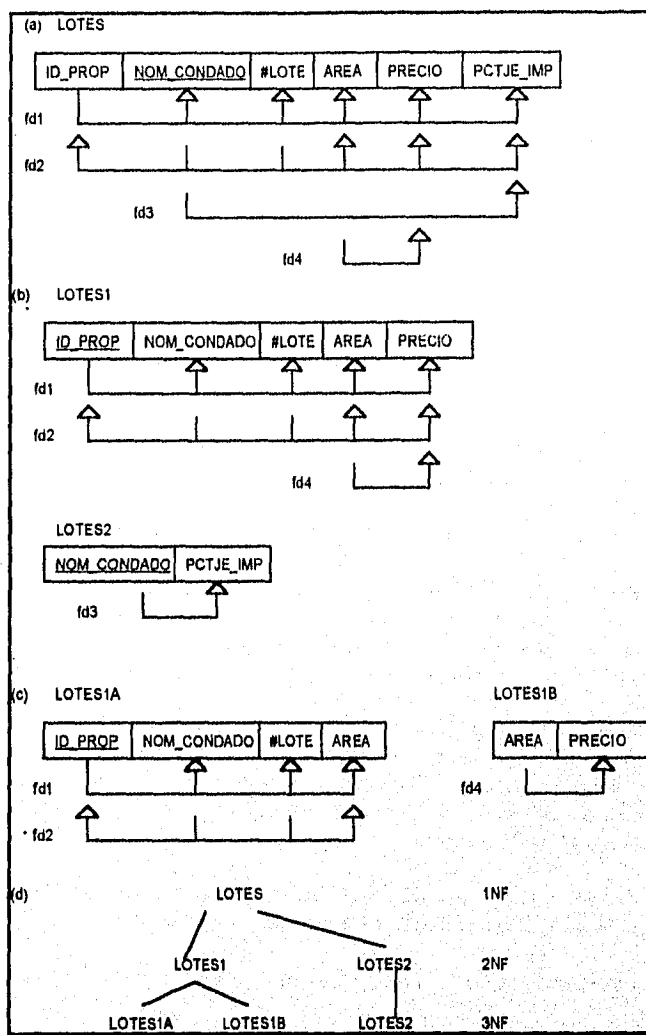 (a) LOTES
ID_PROP NOM_CONDADO #LOTE AREA PRECIO PCTJE_IMP
fd1
fd2
fd3
fd4
(b) LOTES1
ID_PROP NOM_CONDADO #LOTE AREA PRECIO
fd1
fd2
fd4
LOTES2
NOM_CONDADO PCTJE_IMP
fd3
(c) LOTES1A LOTES1B
ID_PROP NOM_CONDADO #LOTE AREA AREA PRECIO
fd1 fd4
fd2
(d) LOTES 1NF
LOTES1 LOTES2 2NF
LOTES1A LOTES1B LOTES2 3NF